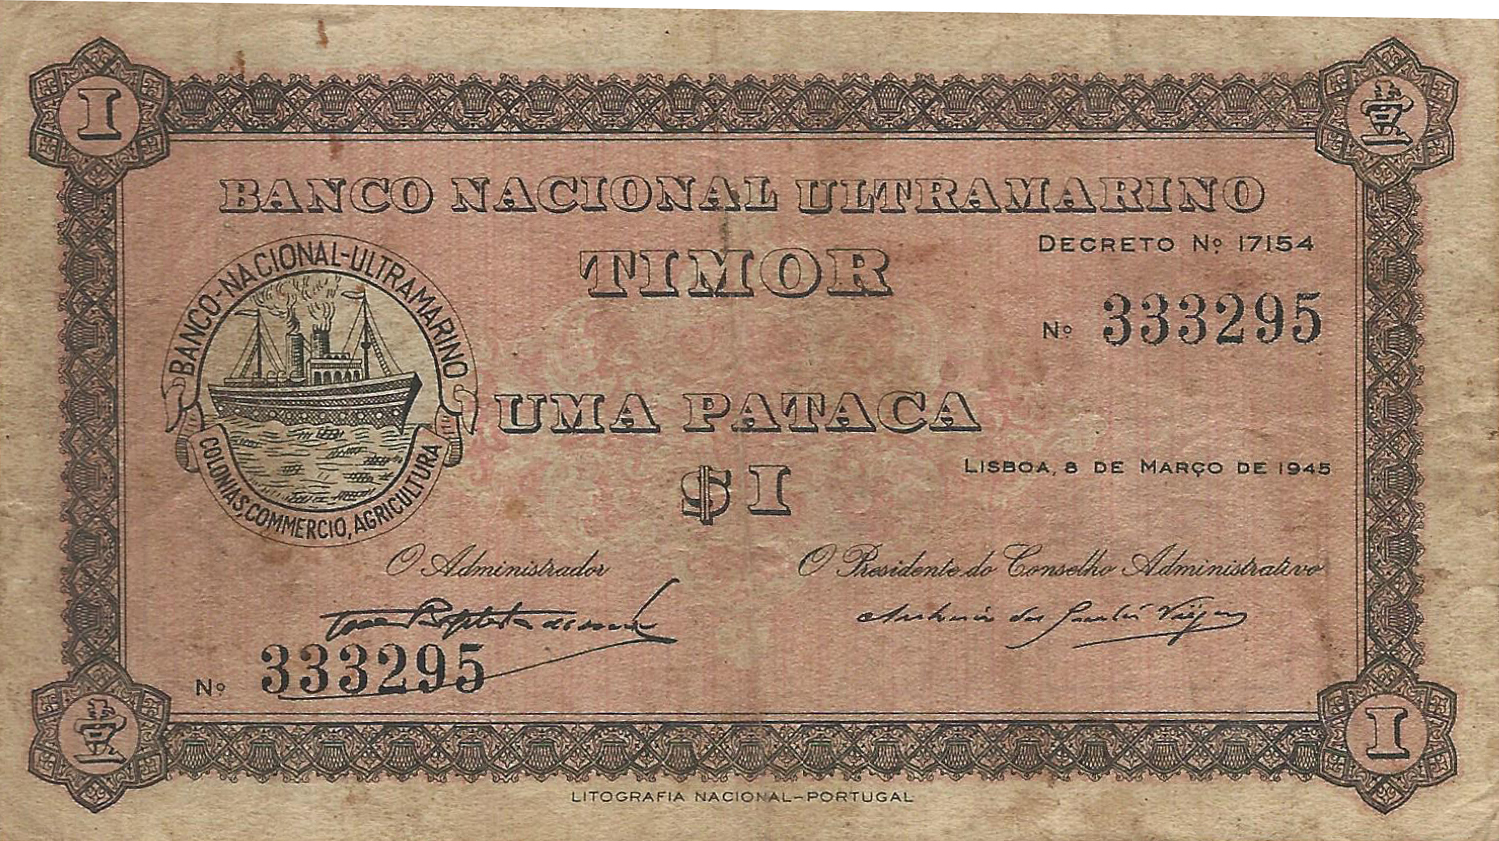 I 壹
BANCO NACIONAL ULTRAMARINO
DECRETO Nº 17154
TIMOR
Nº 333295
BANCO-NACIONAL-ULTRAMARINO
COLONIAS, COMMERCIO, AGRICULTURA
UMA PATACA
LISBOA, 8 DE MARÇO DE 1945
$ I
O Administrador
O Presidente do Conselho Administrativo
Nº 333295
壹 I
LITOGRAFIA NACIONAL-PORTUGAL